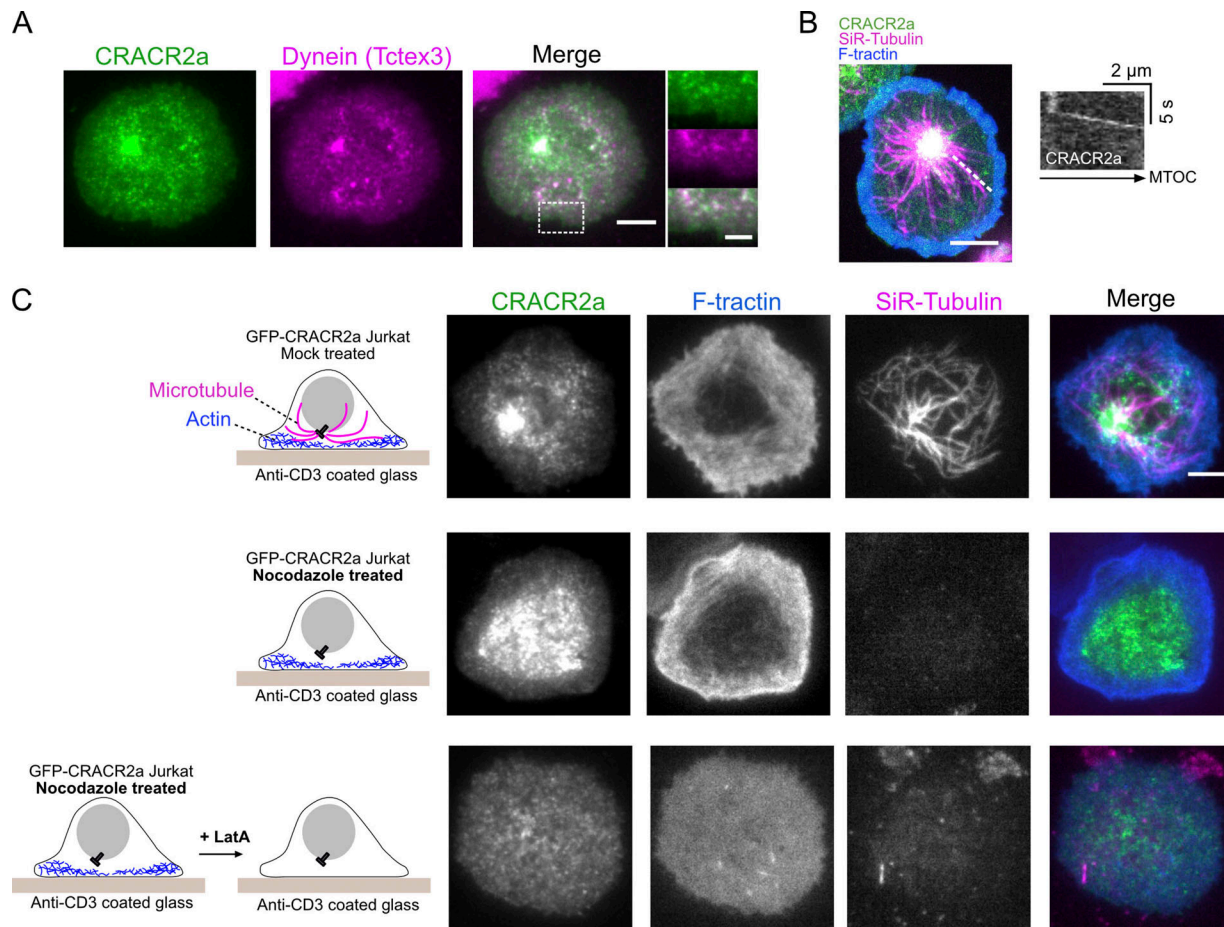 A
CRACR2a
Dynein (Tctex3)
Merge
B
CRACR2a
SiR-Tubulin
F-tractin
2 µm
5 s
CRACR2a
MTOC
C
CRACR2a
F-tractin
SiR-Tubulin
Merge
GFP-CRACR2a Jurkat
Mock treated
Microtubule
Actin
Anti-CD3 coated glass
GFP-CRACR2a Jurkat
Nocodazole treated
Anti-CD3 coated glass
GFP-CRACR2a Jurkat
Nocodazole treated
+ LatA
Anti-CD3 coated glass
Anti-CD3 coated glass